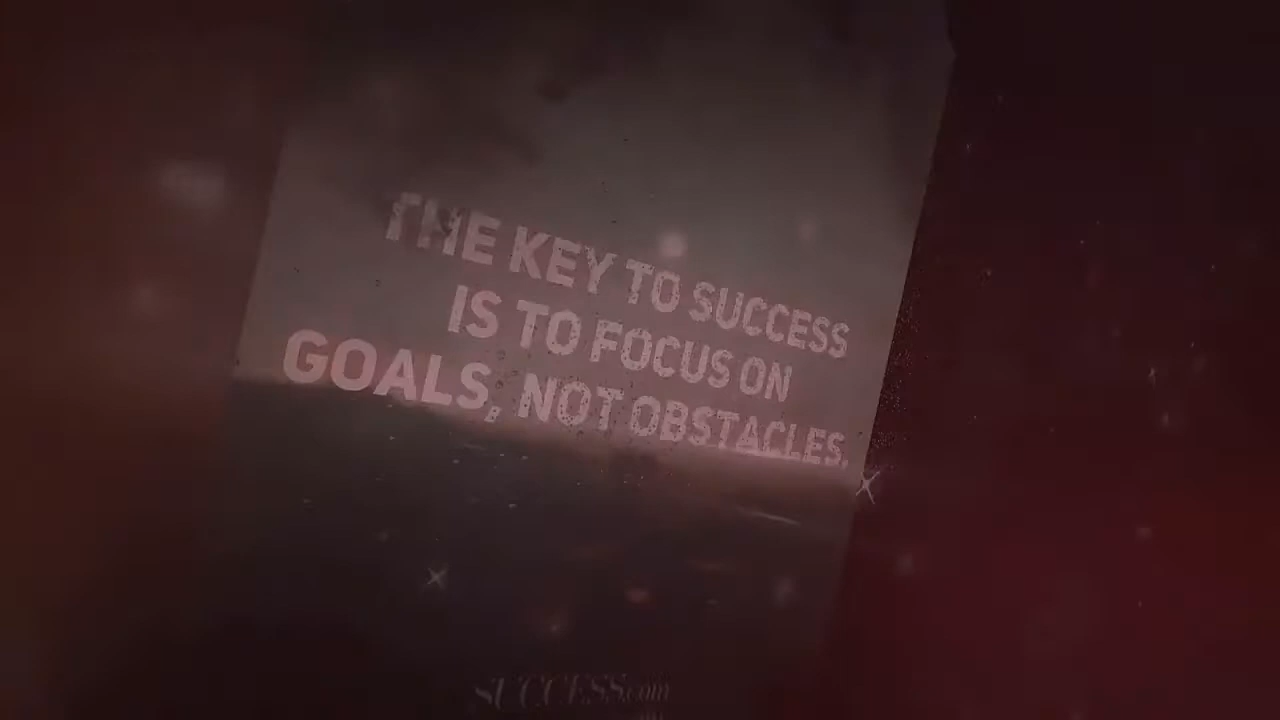 THE KEY TO SUCCESS
IS TO FOCUS ON
GOALS, NOT OBSTACLES.
SUCCESS.com